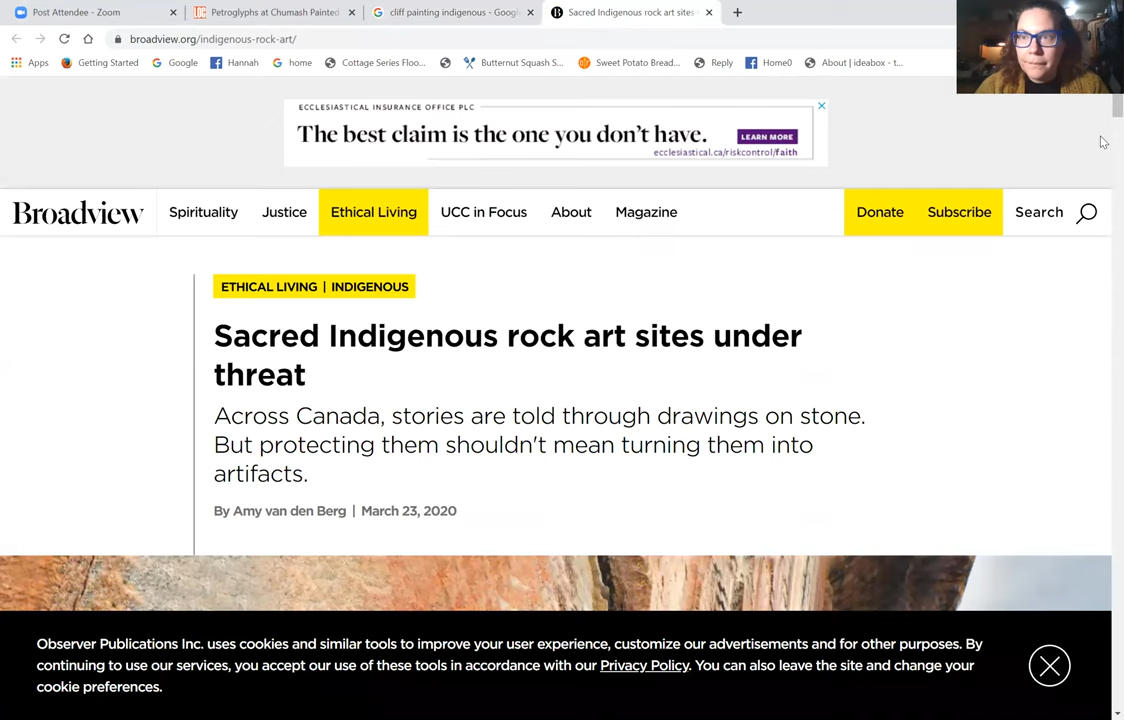 Post Attendee - Zoom
Petroglyphs at Chumash Painted
cliff painting indigenous - Googl
Sacred Indigenous rock art sites
broadview.org/indigenous-rock-art/
Apps Getting Started Google Hannah home Cottage Series Floo... Butternut Squash S... Sweet Potato Bread... Reply Home0 About | ideabox - t...
ECCLESIASTICAL INSURANCE OFFICE PLC
The best claim is the one you don't have.
LEARN MORE
ecclesiastical.ca/riskcontrol/faith
Broadview Spirituality Justice Ethical Living UCC in Focus About Magazine Donate Subscribe Search
ETHICAL LIVING | INDIGENOUS
Sacred Indigenous rock art sites under
threat
Across Canada, stories are told through drawings on stone.
But protecting them shouldn't mean turning them into
artifacts.
By Amy van den Berg | March 23, 2020
Observer Publications Inc. uses cookies and similar tools to improve your user experience, customize our advertisements and for other purposes. By
continuing to use our services, you accept our use of these tools in accordance with our Privacy Policy. You can also leave the site and change your
cookie preferences.